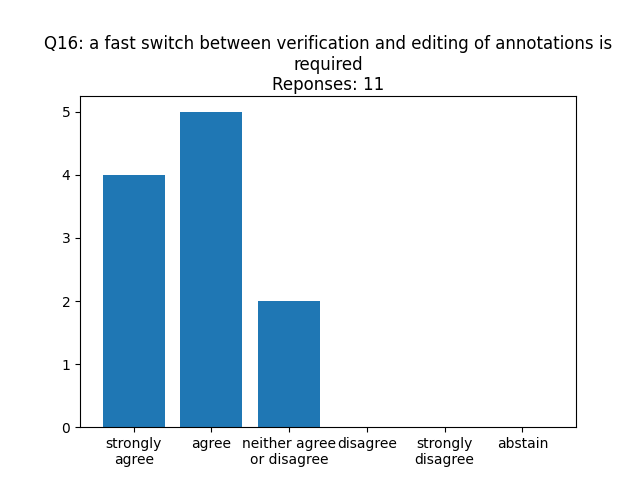 Q16: a fast switch between verification and editing of annotations is
required
Reponses: 11
5
4
3
2
1
0
strongly
agree
agree
neither agree
or disagree
disagree
strongly
disagree
abstain